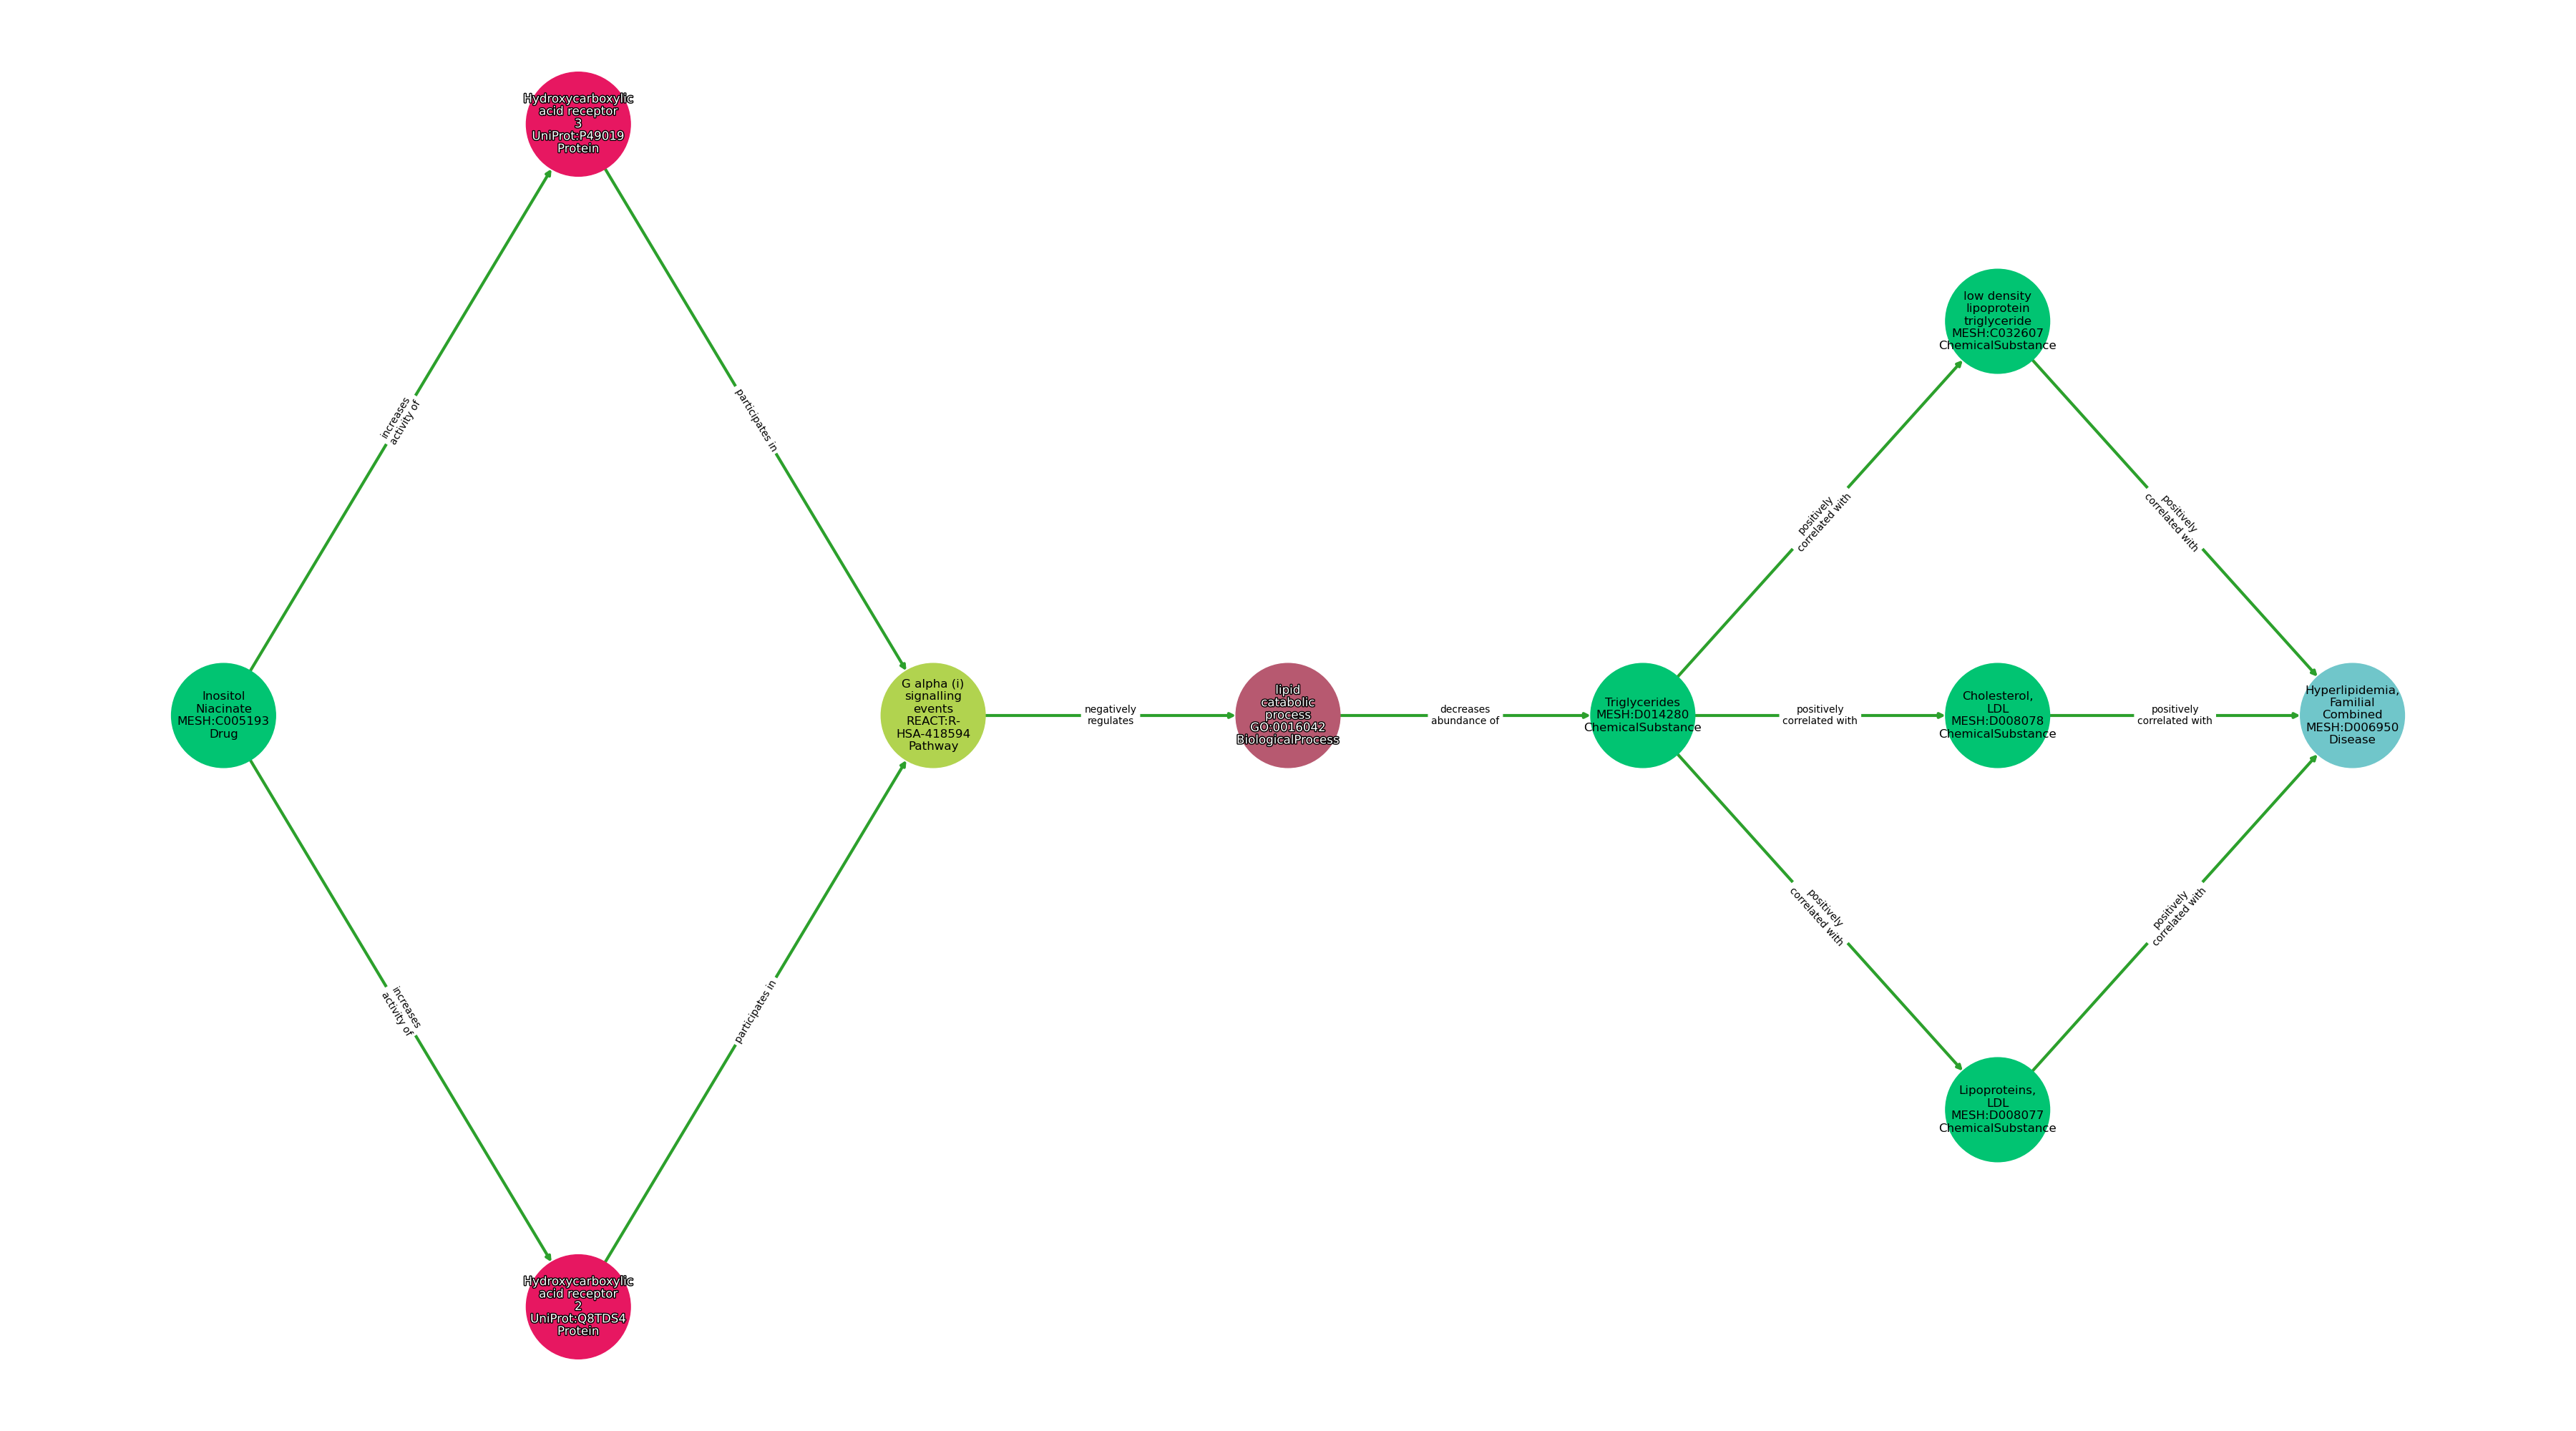 Hydroxycarboxylic
acid receptor
3
UniProt:P49019
Protein
increases
activity of
participates in
low density
lipoprotein
triglyceride
MESH:C032607
ChemicalSubstance
positively
correlated with
positively
correlated with
Inositol
Niacinate
MESH:C005193
Drug
G alpha (i)
signalling
events
REACT:R-
HSA-418594
Pathway
negatively
regulates
lipid
catabolic
process
GO:0016042
BiologicalProcess
decreases
abundance of
Triglycerides
MESH:D014280
ChemicalSubstance
positively
correlated with
Cholesterol,
LDL
MESH:D008078
ChemicalSubstance
positively
correlated with
Hyperlipidemia,
Familial
Combined
MESH:D006950
Disease
increases
activity of
participates in
positively
correlated with
positively
correlated with
Lipoproteins,
LDL
MESH:D008077
ChemicalSubstance
Hydroxycarboxylic
acid receptor
2
UniProt:Q8TDS4
Protein